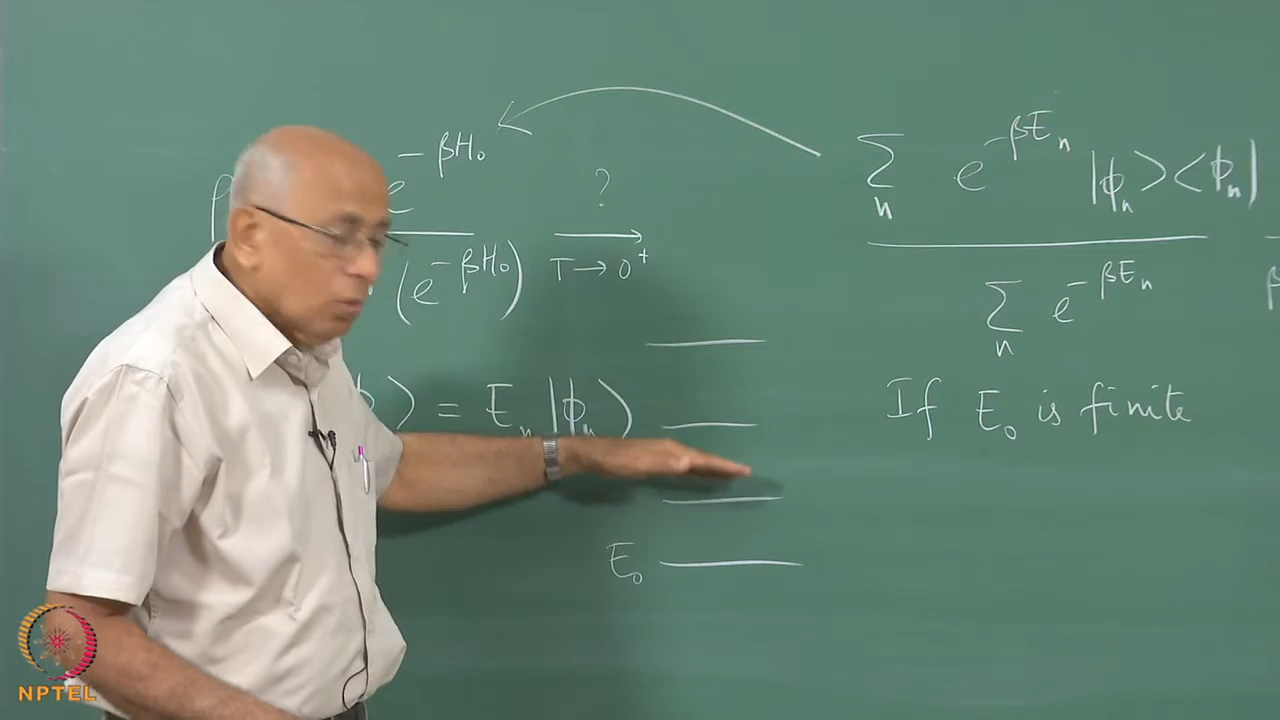 ρ e^{-βH₀} ? Σ_n e^{-βE_n} |ϕ_n><ϕ_n|
(e^{-βH₀}) T→0⁺ Σ_n e^{-βE_n} β
ϕ> = E_n |ϕ_n> If E₀ is finite
E₀
NPTEL